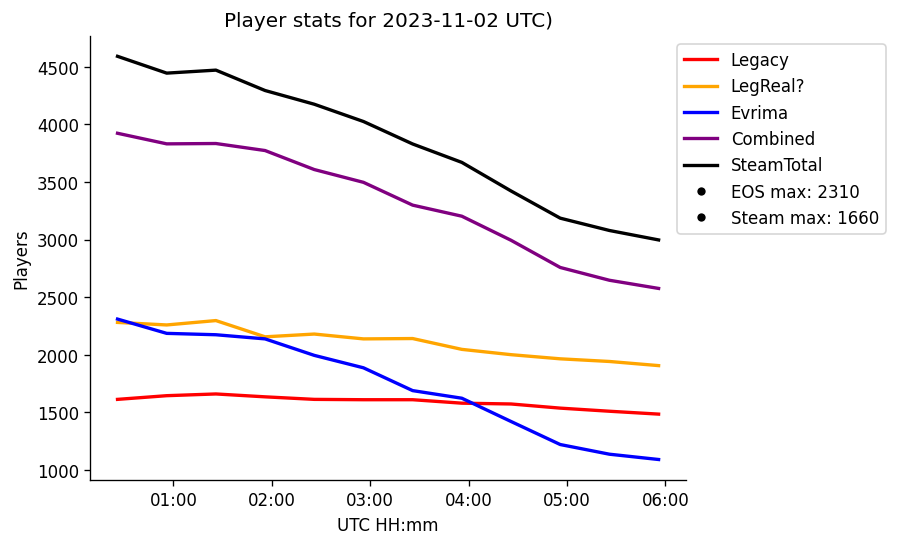 Player stats for 2023-11-02 UTC)
Legacy
LegReal?
Evrima
Combined
SteamTotal
EOS max: 2310
Steam max: 1660
Players
4500
4000
3500
3000
2500
2000
1500
1000
01:00 02:00 03:00 04:00 05:00 06:00
UTC HH:mm